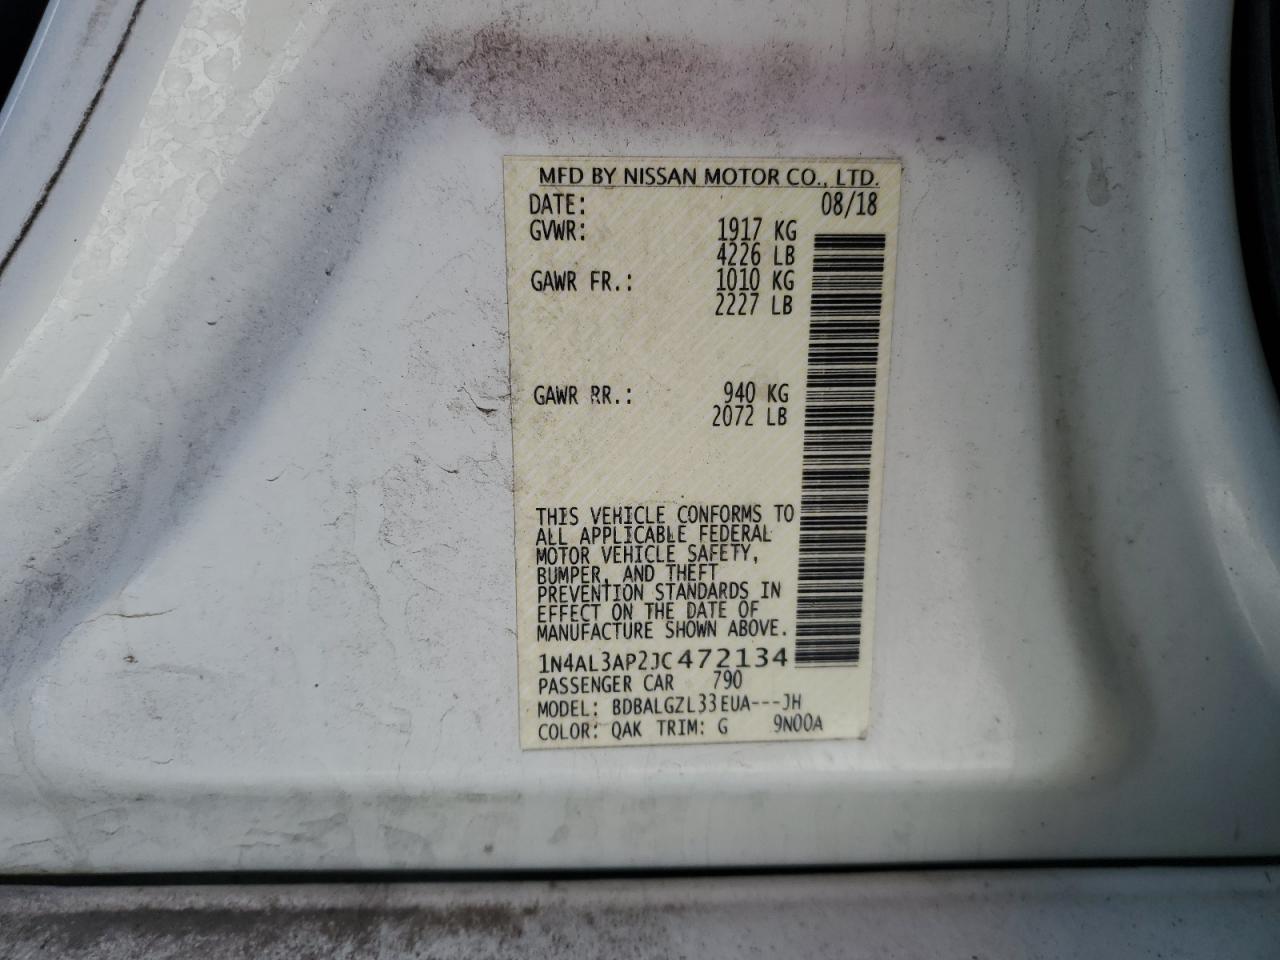 MFD BY NISSAN MOTOR CO., LTD.
DATE: 08/18
GVWR: 1917 KG
4226 LB
GAWR FR.: 1010 KG
2227 LB
GAWR RR.: 940 KG
2072 LB
THIS VEHICLE CONFORMS TO
ALL APPLICABLE FEDERAL
MOTOR VEHICLE SAFETY,
BUMPER, AND THEFT
PREVENTION STANDARDS IN
EFFECT ON THE DATE OF
MANUFACTURE SHOWN ABOVE.
1N4AL3AP2JC472134
PASSENGER CAR 790
MODEL: BDBALGZL33EUA---JH
COLOR: QAK TRIM: G 9N00A